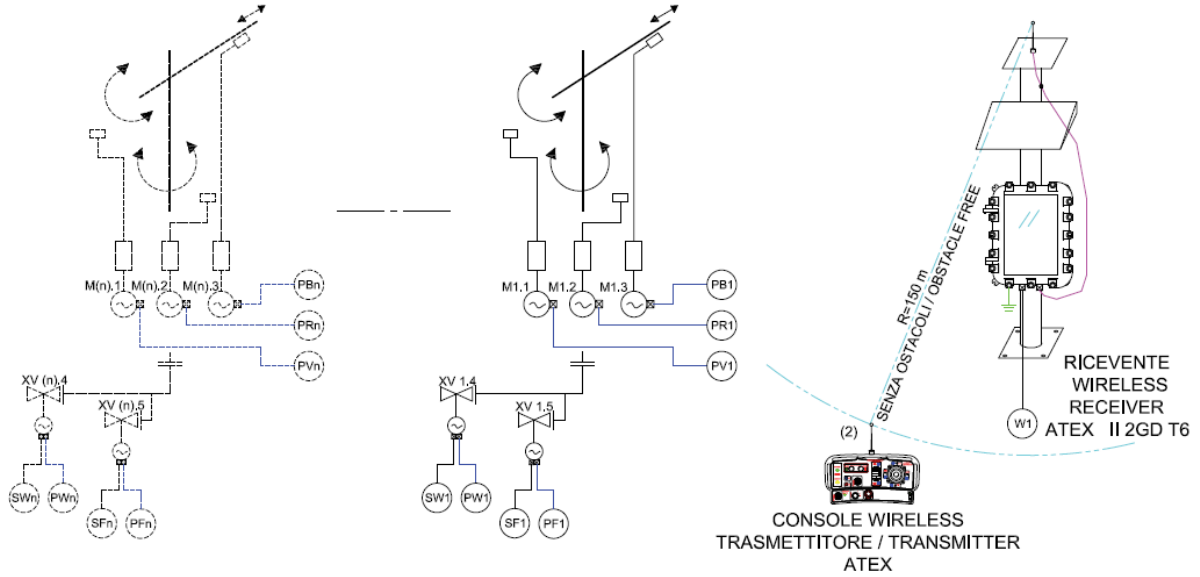 M(n).1
M(n).2
M(n).3
PBn
PRn
PVn
XV (n).4
XV (n).5
SWn
PWn
SFn
PFn
M1.1
M1.2
M1.3
PB1
PR1
PV1
XV 1.4
XV 1.5
SW1
PW1
SF1
PF1
R=150 m
SENZA OSTACOLI / OBSTACLE FREE
RICEVENTE
WIRELESS
RECEIVER
ATEX II 2GD T6
W1
(2)
CONSOLE WIRELESS
TRASMETTITORE / TRANSMITTER
ATEX